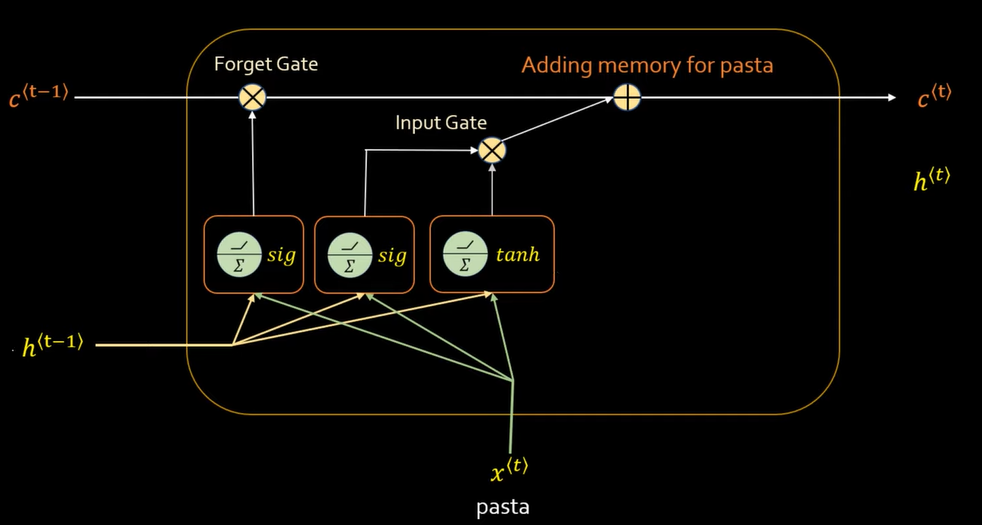 Forget Gate
Adding memory for pasta
c⟨t−1⟩
c⟨t⟩
Input Gate
h⟨t⟩
Σ sig
Σ sig
Σ tanh
h⟨t−1⟩
x⟨t⟩
pasta